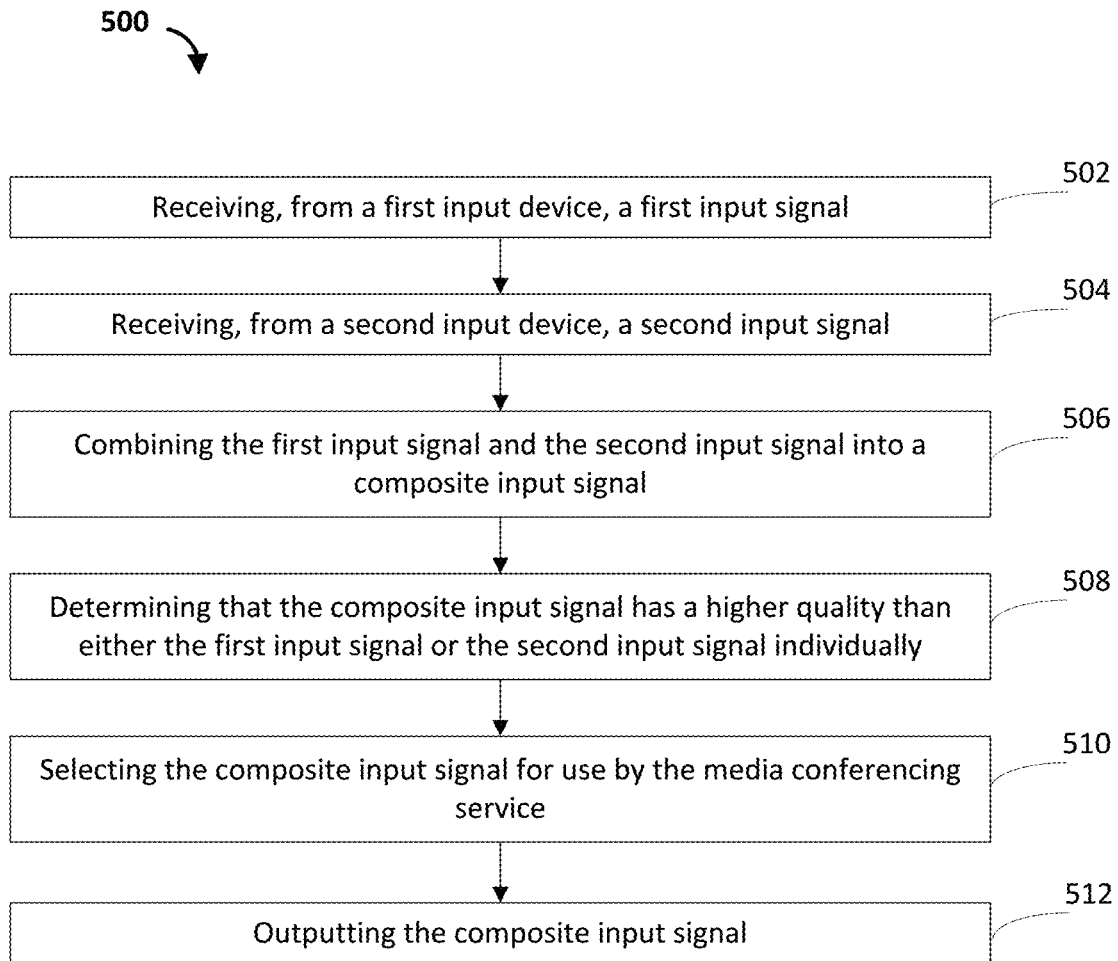 500
502
Receiving, from a first input device, a first input signal
504
Receiving, from a second input device, a second input signal
506
Combining the first input signal and the second input signal into a
composite input signal
508
Determining that the composite input signal has a higher quality than
either the first input signal or the second input signal individually
510
Selecting the composite input signal for use by the media conferencing
service
512
Outputting the composite input signal